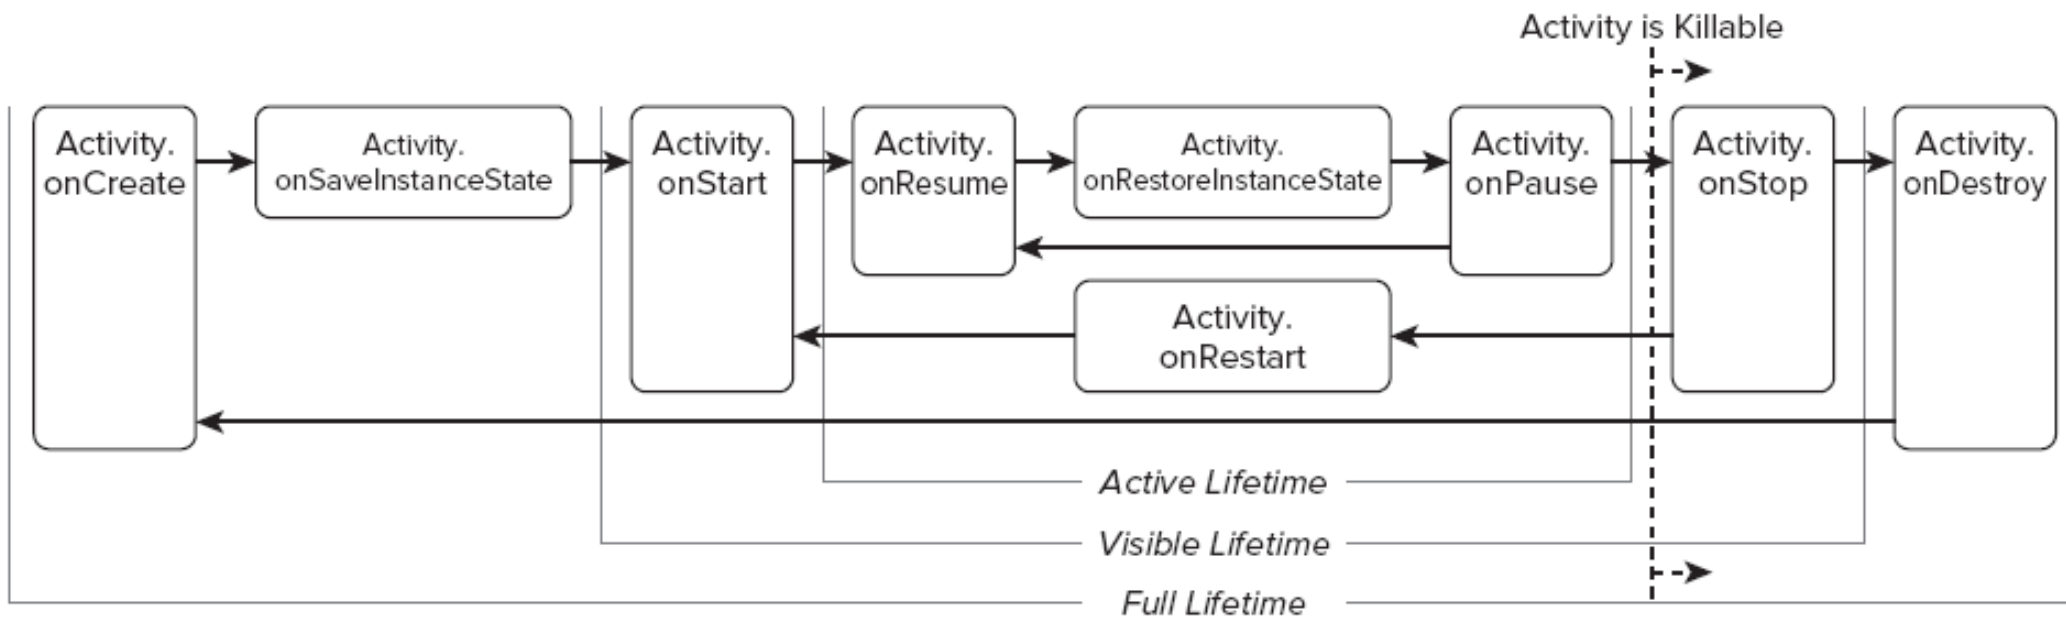 Activity is Killable
Activity.
onCreate
Activity.
onSaveInstanceState
Activity.
onStart
Activity.
onResume
Activity.
onRestoreInstanceState
Activity.
onPause
Activity.
onStop
Activity.
onDestroy
Activity.
onRestart
Active Lifetime
Visible Lifetime
Full Lifetime